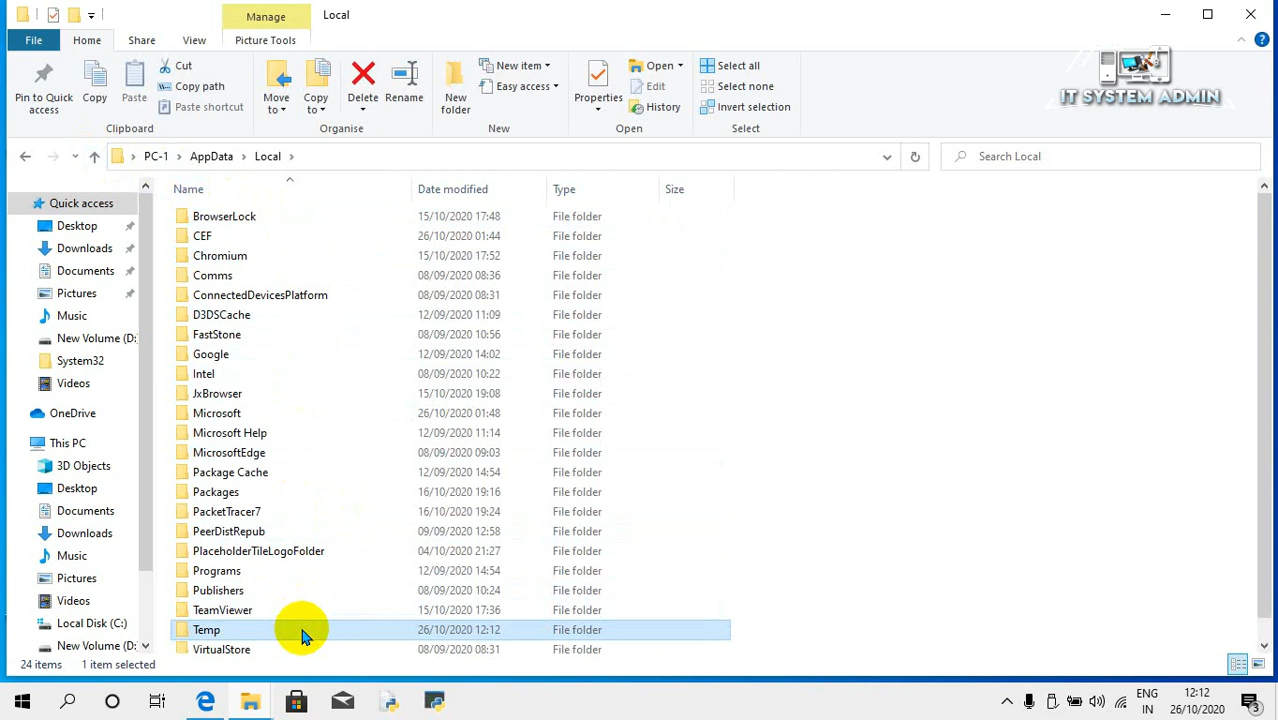 Manage
Local
File
Home
Share
View
Picture Tools
Pin to Quick access
Copy
Paste
Cut
Copy path
Paste shortcut
Clipboard
Move to
Copy to
Delete
Rename
Organise
New folder
New item
Easy access
New
Properties
Open
Edit
History
Open
Select all
Select none
Invert selection
Select
IT SYSTEM ADMIN
PC-1 > AppData > Local >
Search Local
Name Date modified Type Size
Quick access
Desktop
Downloads
Documents
Pictures
Music
New Volume (D:
System32
Videos
OneDrive
This PC
3D Objects
Desktop
Documents
Downloads
Music
Pictures
Videos
Local Disk (C:)
New Volume (D:
BrowserLock 15/10/2020 17:48 File folder
CEF 26/10/2020 01:44 File folder
Chromium 15/10/2020 17:52 File folder
Comms 08/09/2020 08:36 File folder
ConnectedDevicesPlatform 08/09/2020 08:31 File folder
D3DSCache 12/09/2020 11:09 File folder
FastStone 08/09/2020 10:56 File folder
Google 12/09/2020 14:02 File folder
Intel 08/09/2020 10:22 File folder
JxBrowser 15/10/2020 19:08 File folder
Microsoft 26/10/2020 01:48 File folder
Microsoft Help 12/09/2020 11:14 File folder
MicrosoftEdge 08/09/2020 09:03 File folder
Package Cache 12/09/2020 14:54 File folder
Packages 16/10/2020 19:16 File folder
PacketTracer7 16/10/2020 19:24 File folder
PeerDistRepub 09/09/2020 12:58 File folder
PlaceholderTileLogoFolder 04/10/2020 21:27 File folder
Programs 12/09/2020 14:54 File folder
Publishers 08/09/2020 10:24 File folder
TeamViewer 15/10/2020 17:36 File folder
Temp 26/10/2020 12:12 File folder
VirtualStore 08/09/2020 08:31 File folder
24 items 1 item selected
ENG
IN
12:12
26/10/2020
3